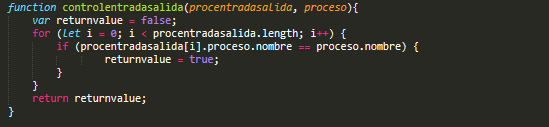 function controlentradasalida(procentradasalida, proceso){
    var returnvalue = false;
    for (let i = 0; i < procentradasalida.length; i++) {
        if (procentradasalida[i].proceso.nombre == proceso.nombre) {
                returnvalue = true;
        }
    }
    return returnvalue;
}